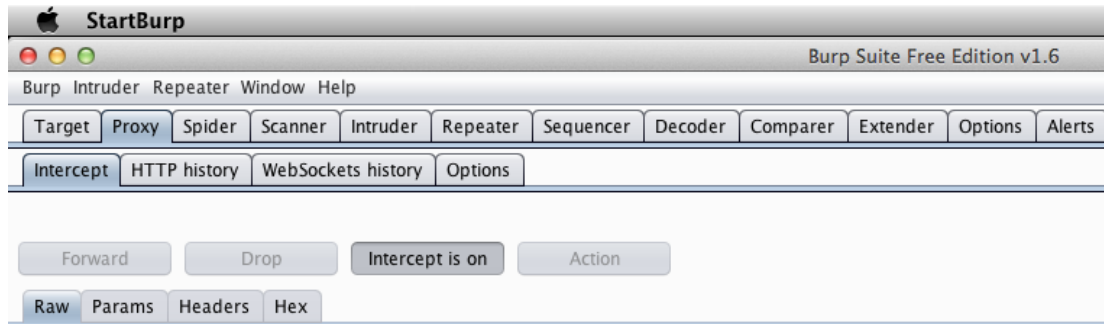 StartBurp
Burp Suite Free Edition v1.6
Burp Intruder Repeater Window Help
Target Proxy Spider Scanner Intruder Repeater Sequencer Decoder Comparer Extender Options Alerts
Intercept HTTP history WebSockets history Options
Forward Drop Intercept is on Action
Raw Params Headers Hex